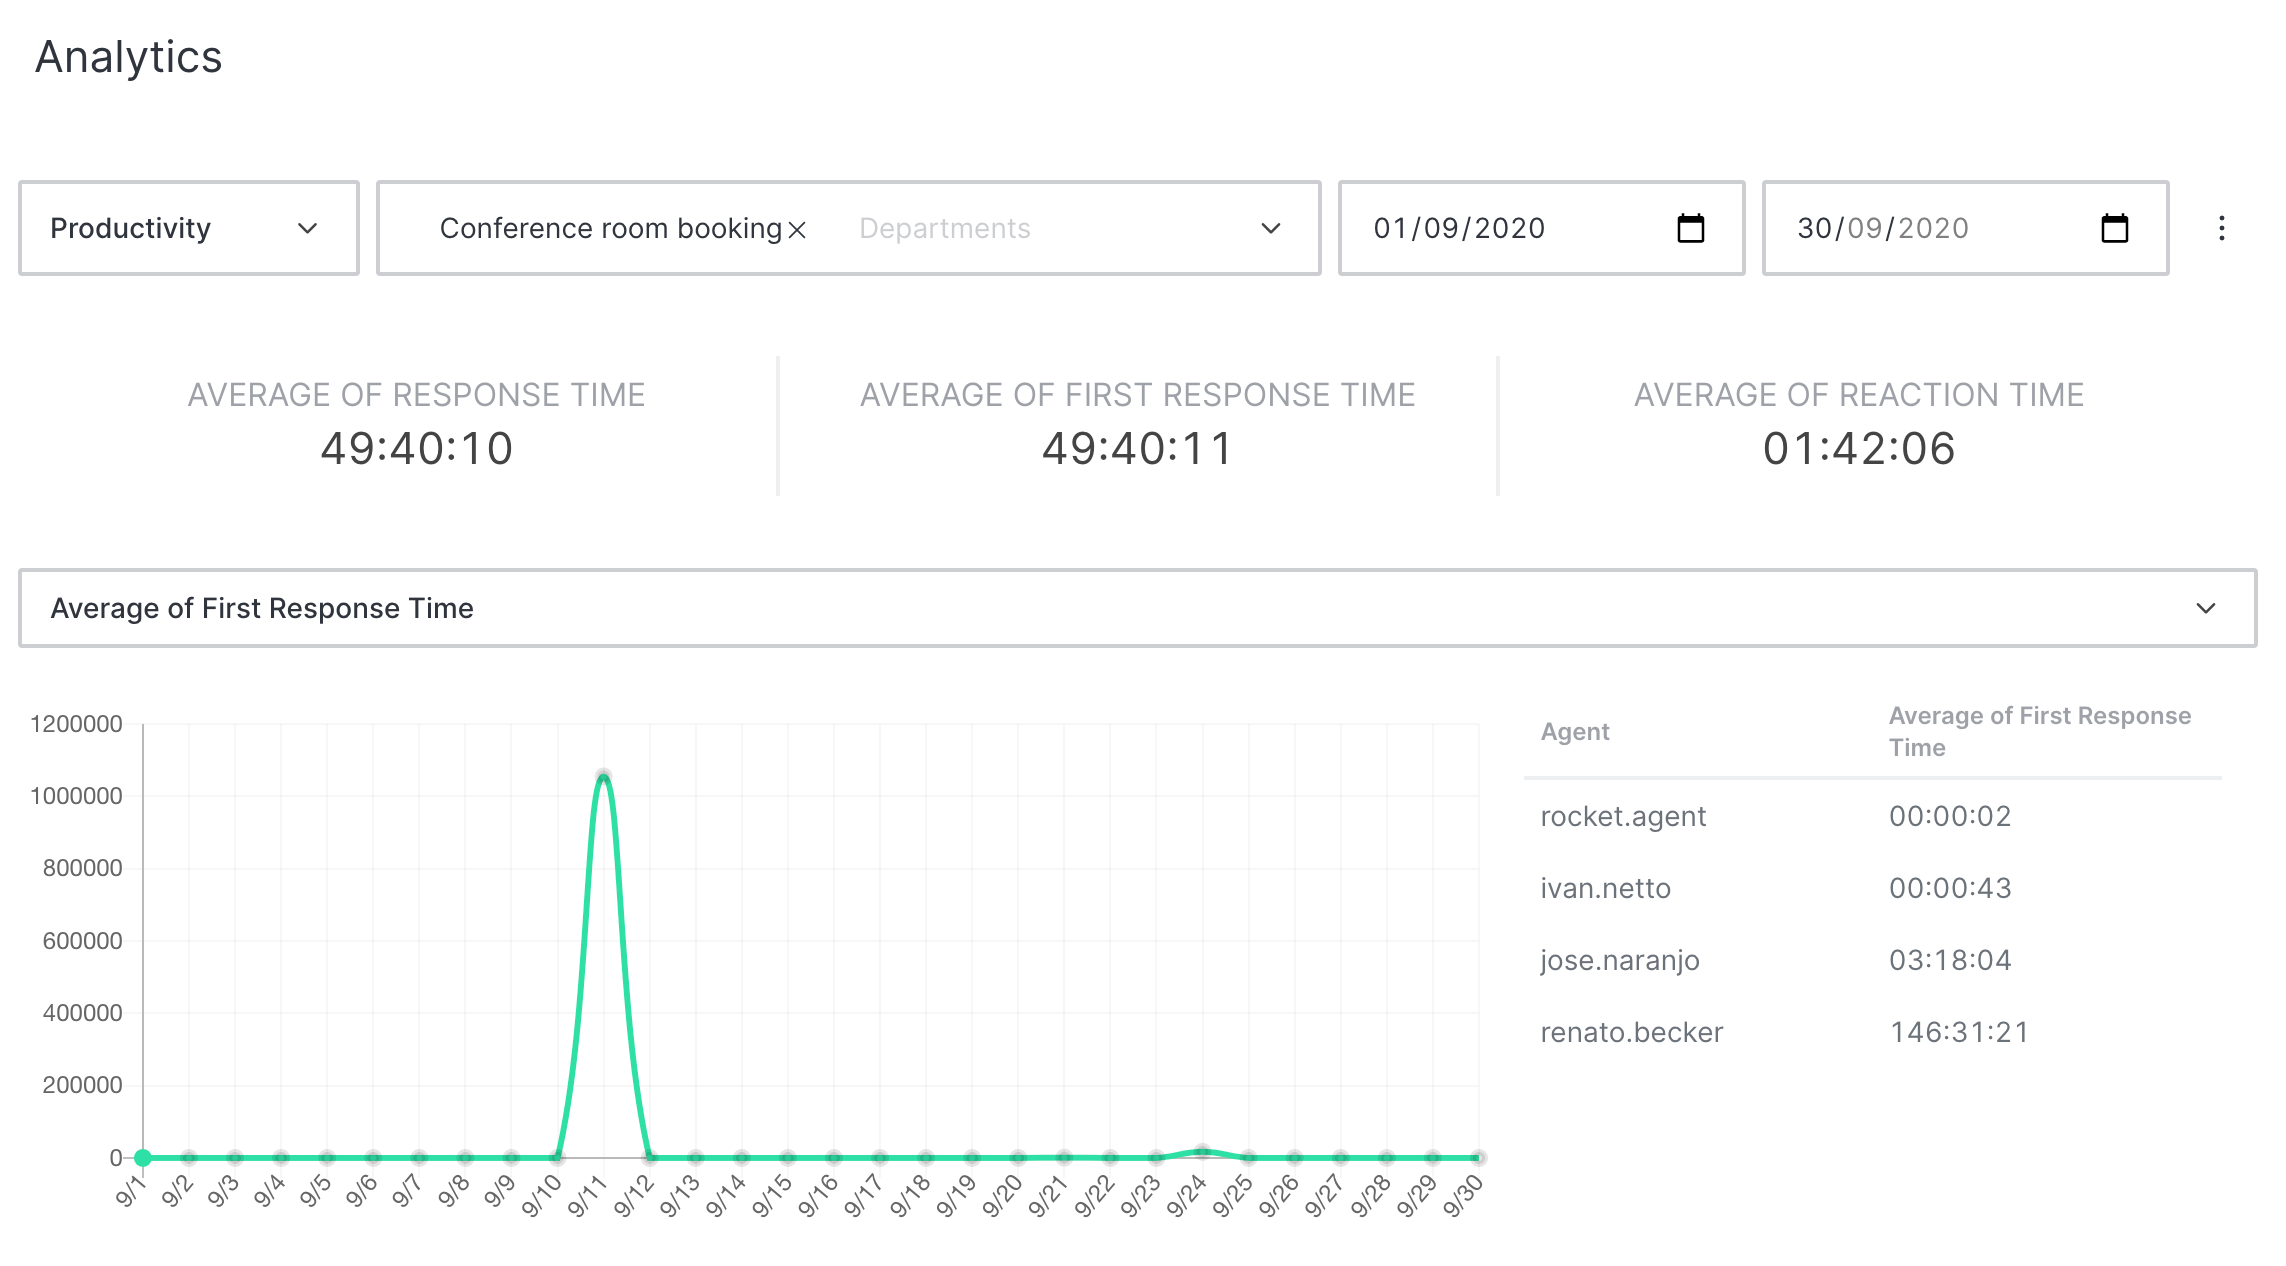 Analytics
Productivity
Conference room booking
Departments
01/09/2020
30/09/2020
AVERAGE OF RESPONSE TIME
49:40:10
AVERAGE OF FIRST RESPONSE TIME
49:40:11
AVERAGE OF REACTION TIME
01:42:06
Average of First Response Time
1200000
1000000
800000
600000
400000
200000
0
9/1
9/2
9/3
9/4
9/5
9/6
9/7
9/8
9/9
9/10
9/11
9/12
9/13
9/14
9/15
9/16
9/17
9/18
9/19
9/20
9/21
9/22
9/23
9/24
9/25
9/26
9/27
9/28
9/29
9/30
Agent
Average of First Response
Time
rocket.agent 00:00:02
ivan.netto 00:00:43
jose.naranjo 03:18:04
renato.becker 146:31:21